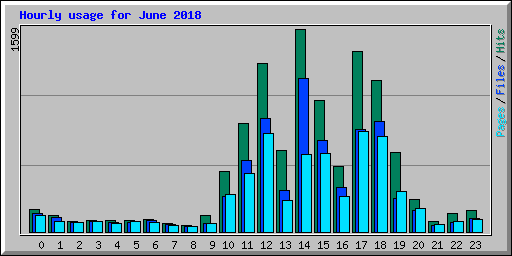 Hourly usage for June 2018
1599
Pages / Files / Hits
0 1 2 3 4 5 6 7 8 9 10 11 12 13 14 15 16 17 18 19 20 21 22 23